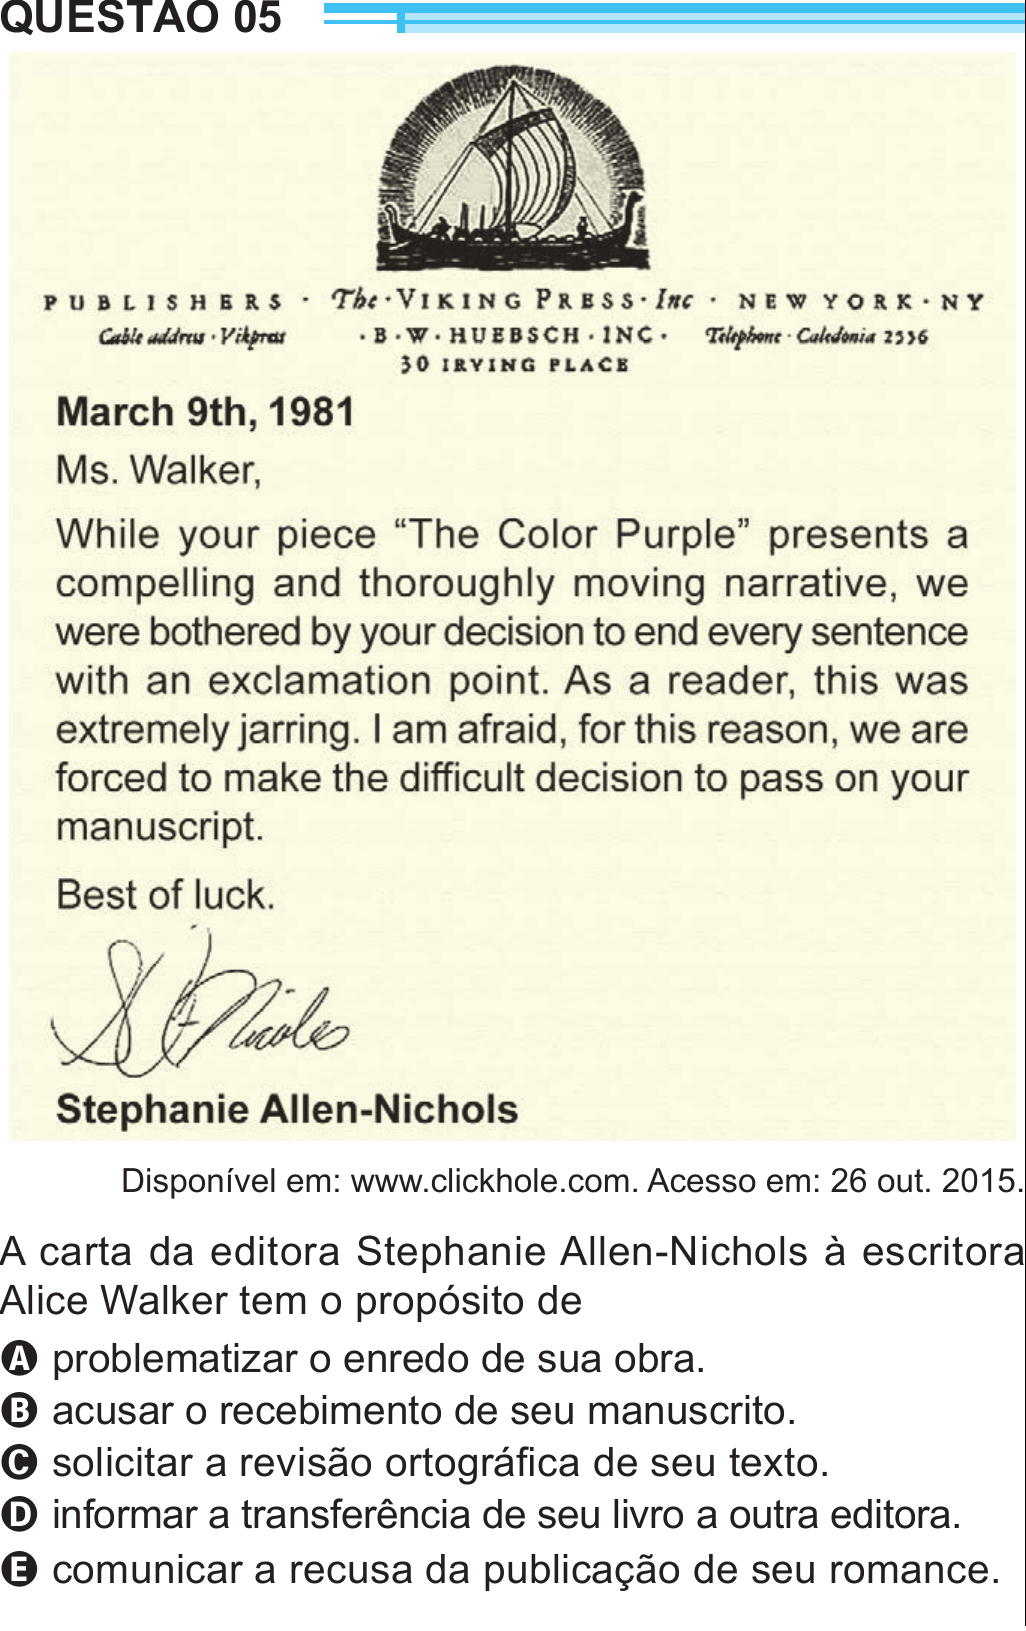 QUESTÃO 05
PUBLISHERS · The · VIKING PRESS · Inc · NEW YORK · NY
Cable address · Vikpress · B · W · HUEBSCH · INC · Telephone · Caledonia 2536
30 IRVING PLACE
March 9th, 1981
Ms. Walker,
While your piece “The Color Purple” presents a
compelling and thoroughly moving narrative, we
were bothered by your decision to end every sentence
with an exclamation point. As a reader, this was
extremely jarring. I am afraid, for this reason, we are
forced to make the difficult decision to pass on your
manuscript.
Best of luck.
Stephanie Allen-Nichols
Disponível em: www.clickhole.com. Acesso em: 26 out. 2015.
A carta da editora Stephanie Allen-Nichols à escritora
Alice Walker tem o propósito de
A problematizar o enredo de sua obra.
B acusar o recebimento de seu manuscrito.
C solicitar a revisão ortográfica de seu texto.
D informar a transferência de seu livro a outra editora.
E comunicar a recusa da publicação de seu romance.